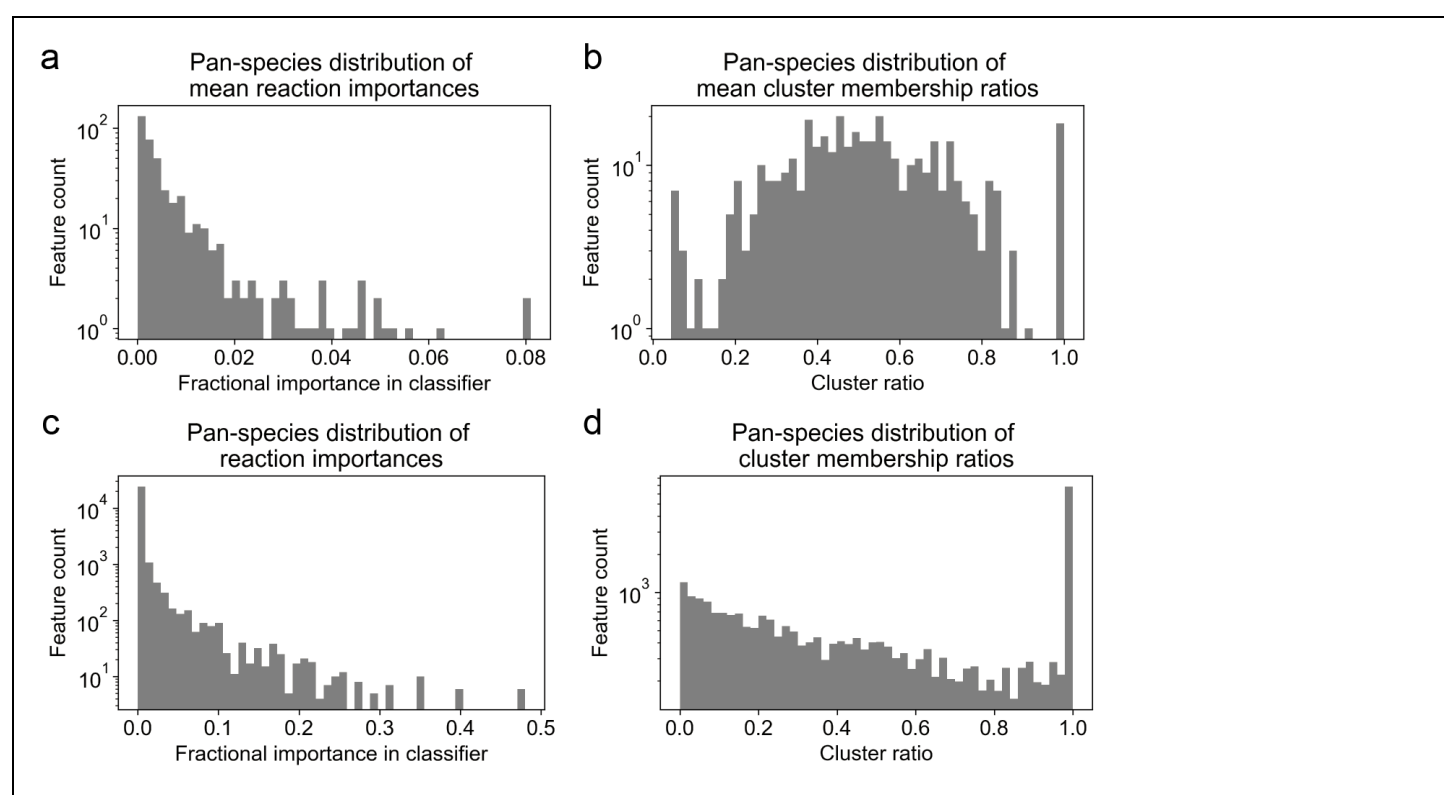 a
Pan-species distribution of
mean reaction importances
Feature count
10^2
10^1
10^0
0.00 0.02 0.04 0.06 0.08
Fractional importance in classifier
b
Pan-species distribution of
mean cluster membership ratios
Feature count
10^1
10^0
0.0 0.2 0.4 0.6 0.8 1.0
Cluster ratio
c
Pan-species distribution of
reaction importances
Feature count
10^4
10^3
10^2
10^1
0.0 0.1 0.2 0.3 0.4 0.5
Fractional importance in classifier
d
Pan-species distribution of
cluster membership ratios
Feature count
10^3
0.0 0.2 0.4 0.6 0.8 1.0
Cluster ratio